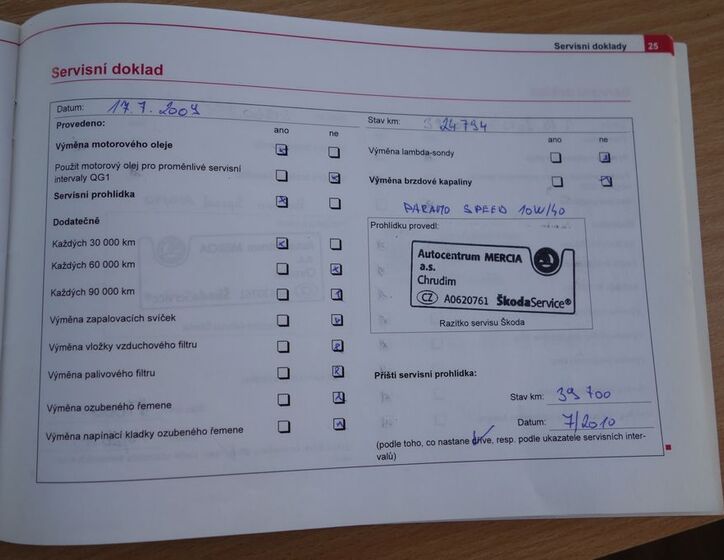 Servisní doklady 25
Servisní doklad
Datum: 17.7.2009
Provedeno:
ano ne
Výměna motorového oleje
Použit motorový olej pro proměnlivé servisní
intervaly QG1
Servisní prohlídka
Dodatečně
Každých 30 000 km
Každých 60 000 km
Každých 90 000 km
Výměna zapalovacích svíček
Výměna vložky vzduchového filtru
Výměna palivového filtru
Výměna ozubeného řemene
Výměna napínací kladky ozubeného řemene
Stav km: 24794
ano ne
Výměna lambda-sondy
Výměna brzdové kapaliny
SPEED 10W/40
Prohlídku provedl:
Autocentrum MERCIA
a.s.
Chrudim
CZ A0620761 ŠkodaService®
Razítko servisu Škoda
Příští servisní prohlídka:
Stav km: 39 700
Datum: 7/2010
(podle toho, co nastane dříve, resp. podle ukazatele servisních inter-
valů)